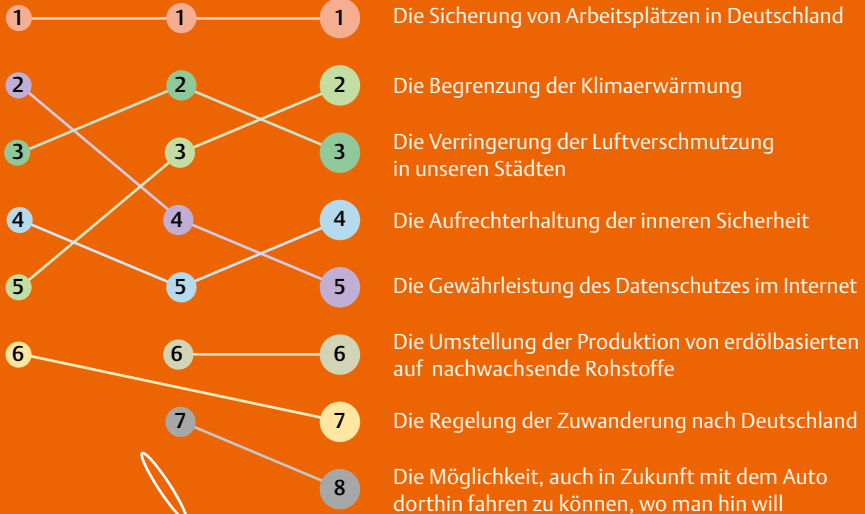 1 1 1 Die Sicherung von Arbeitsplätzen in Deutschland
2 2 2 Die Begrenzung der Klimaerwärmung
3 3 3 Die Verringerung der Luftverschmutzung
in unseren Städten
4 4 4 Die Aufrechterhaltung der inneren Sicherheit
5 5 5 Die Gewährleistung des Datenschutzes im Internet
6 6 6 Die Umstellung der Produktion von erdölbasierten
auf nachwachsende Rohstoffe
7 7 Die Regelung der Zuwanderung nach Deutschland
8 Die Möglichkeit, auch in Zukunft mit dem Auto
dorthin fahren zu können, wo man hin will